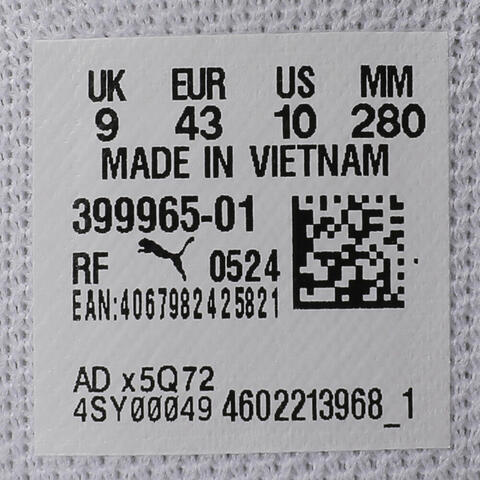 UK EUR US MM
9 43 10 280
MADE IN VIETNAM
399965-01
RF 0524
EAN:4067982425821
AD x5Q72
4SY00049 4602213968_1